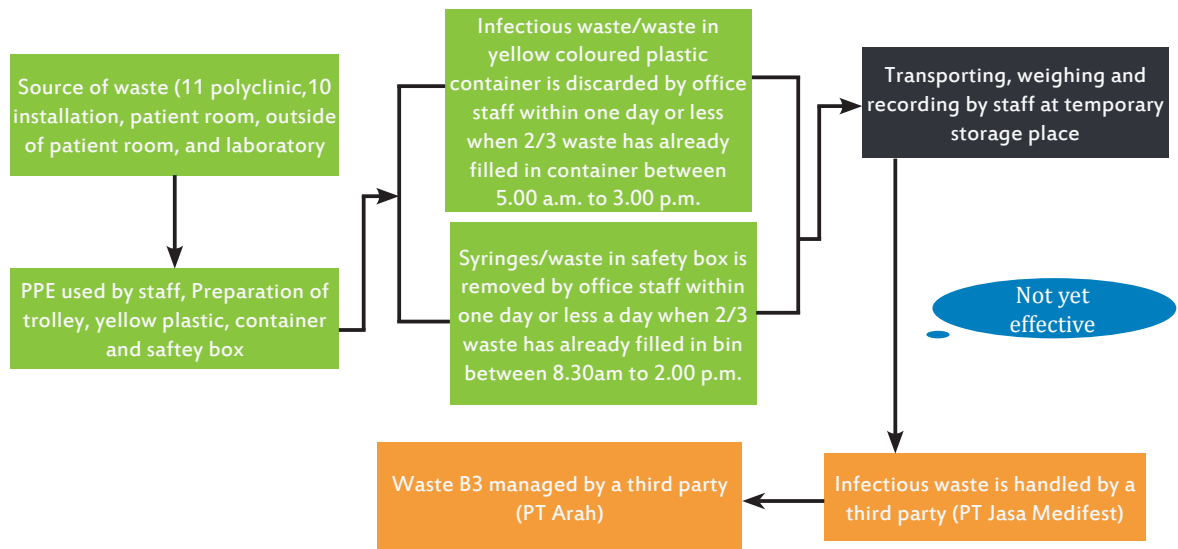 Source of waste (11 polyclinic,10
installation, patient room, outside
of patient room, and laboratory
PPE used by staff, Preparation of
trolley, yellow plastic, container
and saftey box
Infectious waste/waste in
yellow coloured plastic
container is discarded by office
staff within one day or less
when 2/3 waste has already
filled in container between
5.00 a.m. to 3.00 p.m.
Syringes/waste in safety box is
removed by office staff within
one day or less a day when 2/3
waste has already filled in bin
between 8.30am to 2.00 p.m.
Transporting, weighing and
recording by staff at temporary
storage place
Not yet
effective
Infectious waste is handled by a
third party (PT Jasa Medifest)
Waste B3 managed by a third party
(PT Arah)